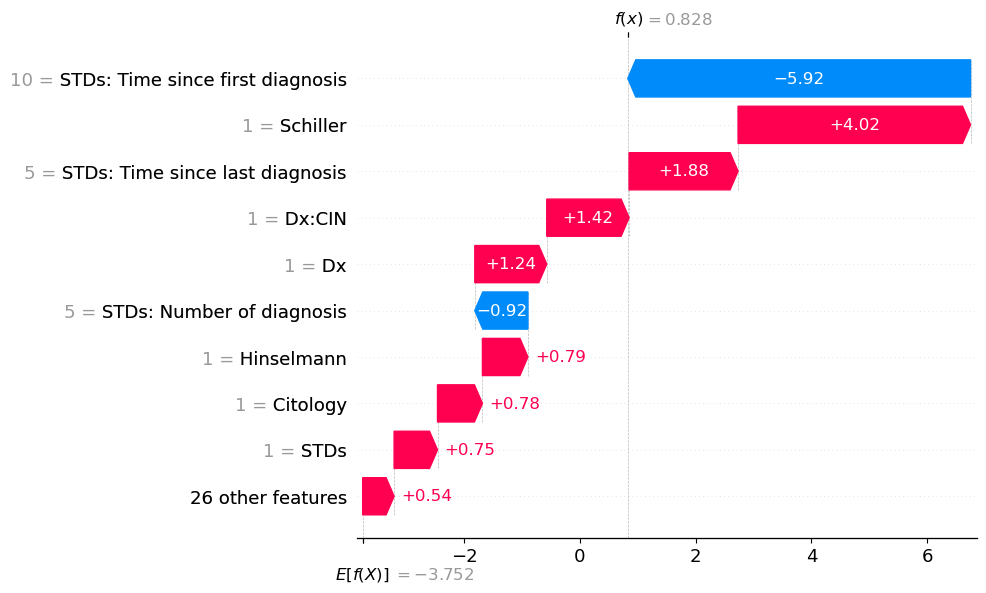 f(x) = 0.828
10 = STDs: Time since first diagnosis
−5.92
1 = Schiller
+4.02
5 = STDs: Time since last diagnosis
+1.88
1 = Dx:CIN
+1.42
1 = Dx
+1.24
5 = STDs: Number of diagnosis
−0.92
1 = Hinselmann
+0.79
1 = Citology
+0.78
1 = STDs
+0.75
26 other features
+0.54
−2 0 2 4 6
E[f(X)] = −3.752